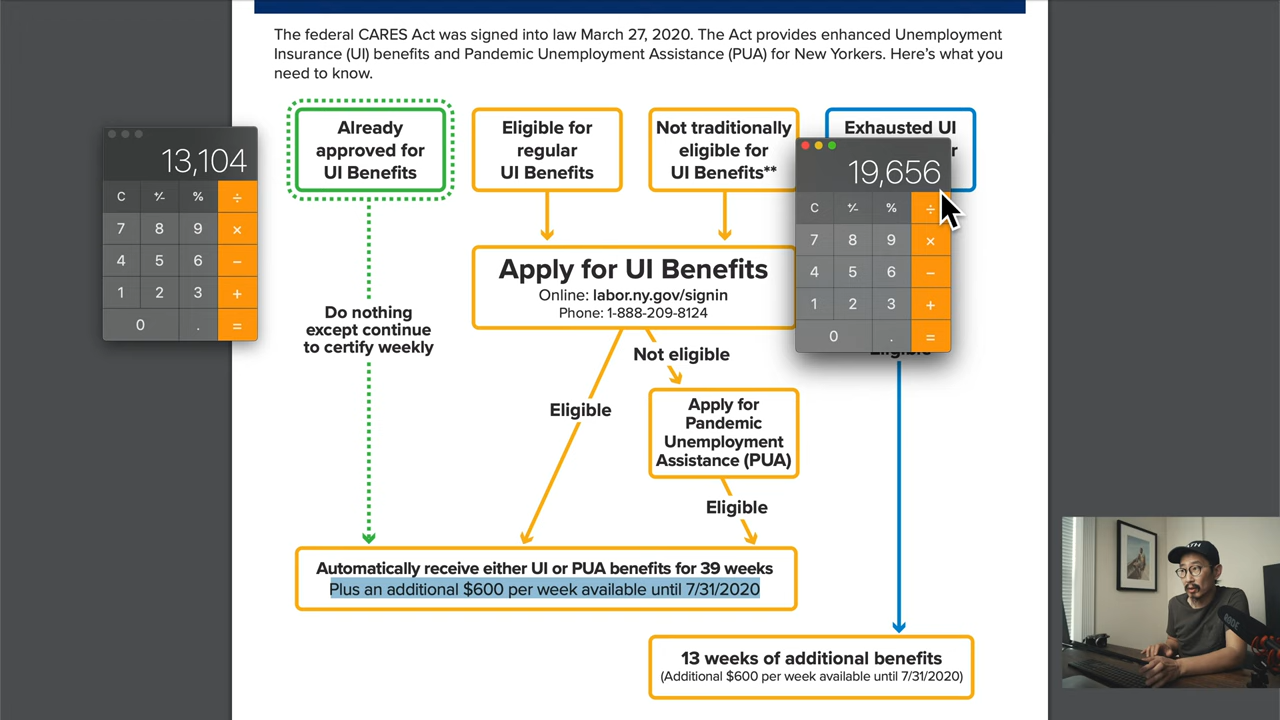 The federal CARES Act was signed into law March 27, 2020. The Act provides enhanced Unemployment
Insurance (UI) benefits and Pandemic Unemployment Assistance (PUA) for New Yorkers. Here's what you
need to know.
Already
approved for
UI Benefits
Eligible for
regular
UI Benefits
Not traditionally
eligible for
UI Benefits**
Exhausted UI
13,104
C +⁄- % ÷
7 8 9 ×
4 5 6 −
1 2 3 +
0 . =
19,656
C +⁄- % ÷
7 8 9 ×
4 5 6 −
1 2 3 +
0 . =
Apply for UI Benefits
Online: labor.ny.gov/signin
Phone: 1-888-209-8124
Do nothing
except continue
to certify weekly
Not eligible
Eligible
Eligible
Apply for
Pandemic
Unemployment
Assistance (PUA)
Eligible
Automatically receive either UI or PUA benefits for 39 weeks
Plus an additional $600 per week available until 7/31/2020
13 weeks of additional benefits
(Additional $600 per week available until 7/31/2020)